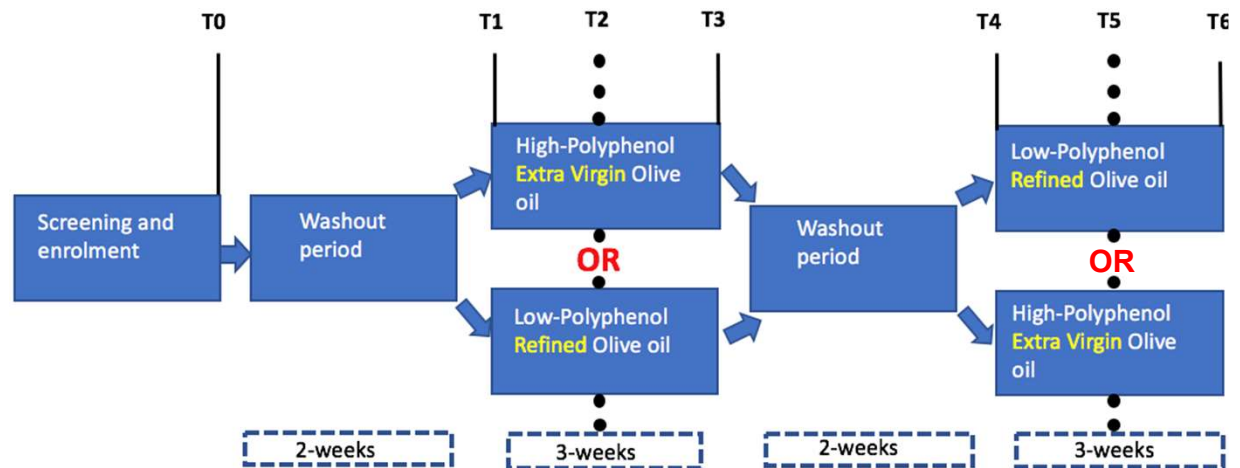 T0
T1
T2
T3
T4
T5
T6
Screening and
enrolment
Washout
period
High-Polyphenol
Extra Virgin Olive
oil
OR
Low-Polyphenol
Refined Olive oil
Washout
period
Low-Polyphenol
Refined Olive oil
OR
High-Polyphenol
Extra Virgin Olive
oil
2-weeks
3-weeks
2-weeks
3-weeks